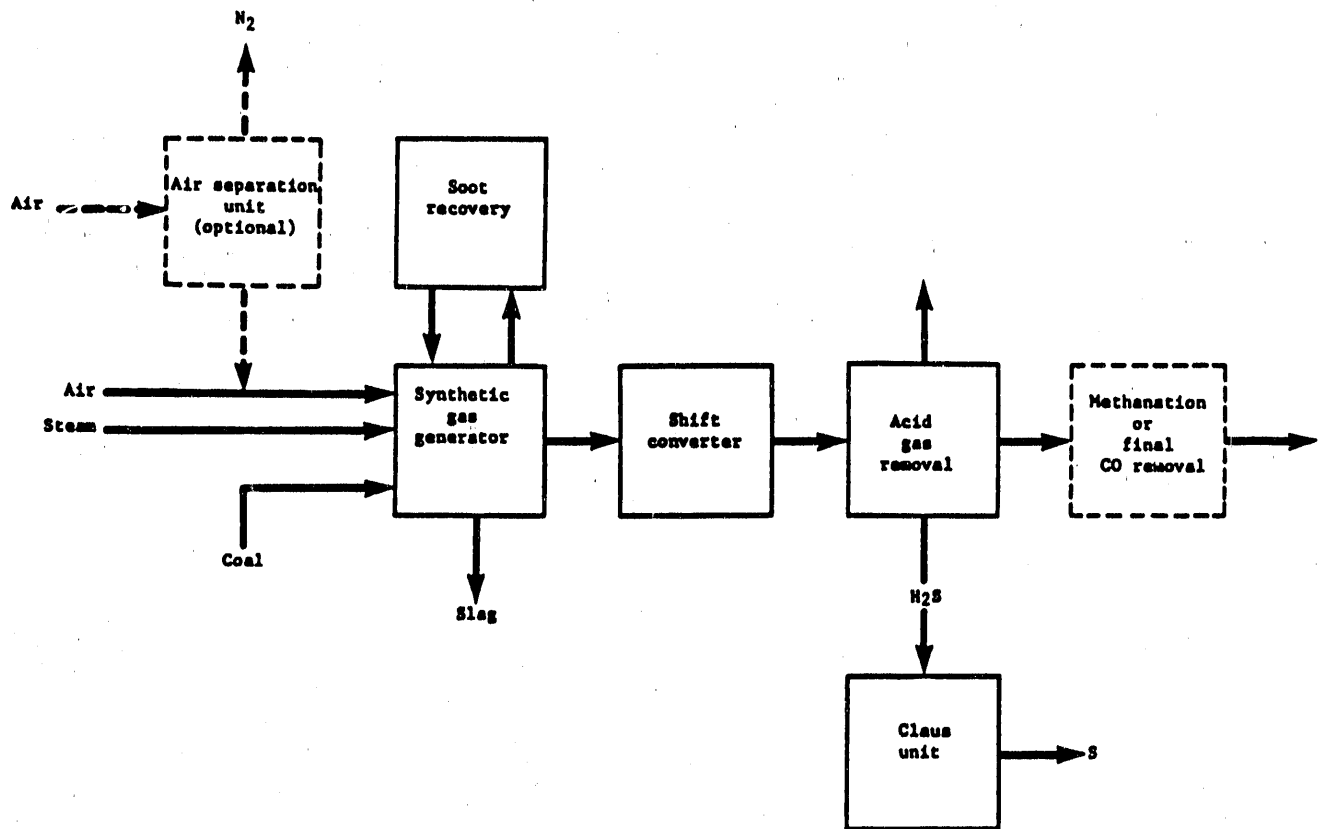 N2
Air separation
unit
(optional)
Air
Soot
recovery
Air
Steam
Coal
Synthetic
gas
generator
Slag
Shift
converter
Acid
gas
removal
Methanation
or
final
CO removal
H2S
Claus
unit
S